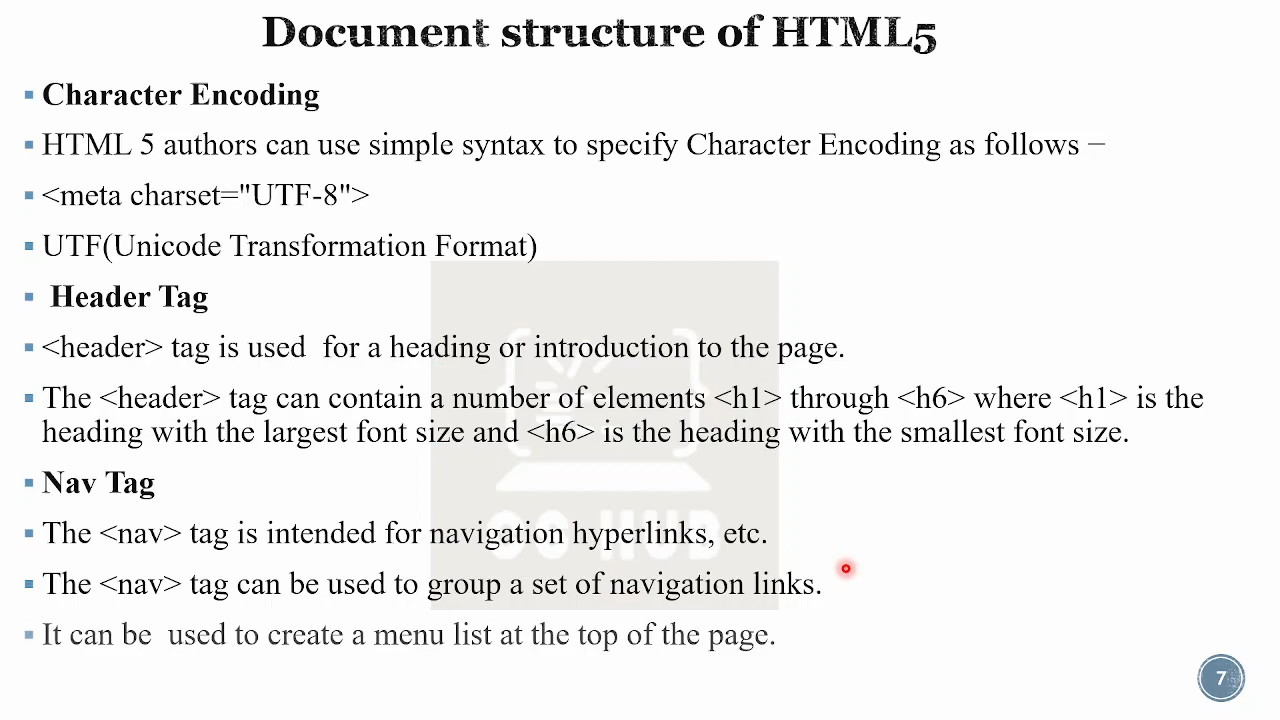 Document structure of HTML5
Character Encoding
HTML 5 authors can use simple syntax to specify Character Encoding as follows −
<meta charset="UTF-8">
UTF(Unicode Transformation Format)
Header Tag
<header> tag is used  for a heading or introduction to the page.
The <header> tag can contain a number of elements <h1> through <h6> where <h1> is the
heading with the largest font size and <h6> is the heading with the smallest font size.
Nav Tag
The <nav> tag is intended for navigation hyperlinks, etc.
The <nav> tag can be used to group a set of navigation links.
It can be  used to create a menu list at the top of the page.
7